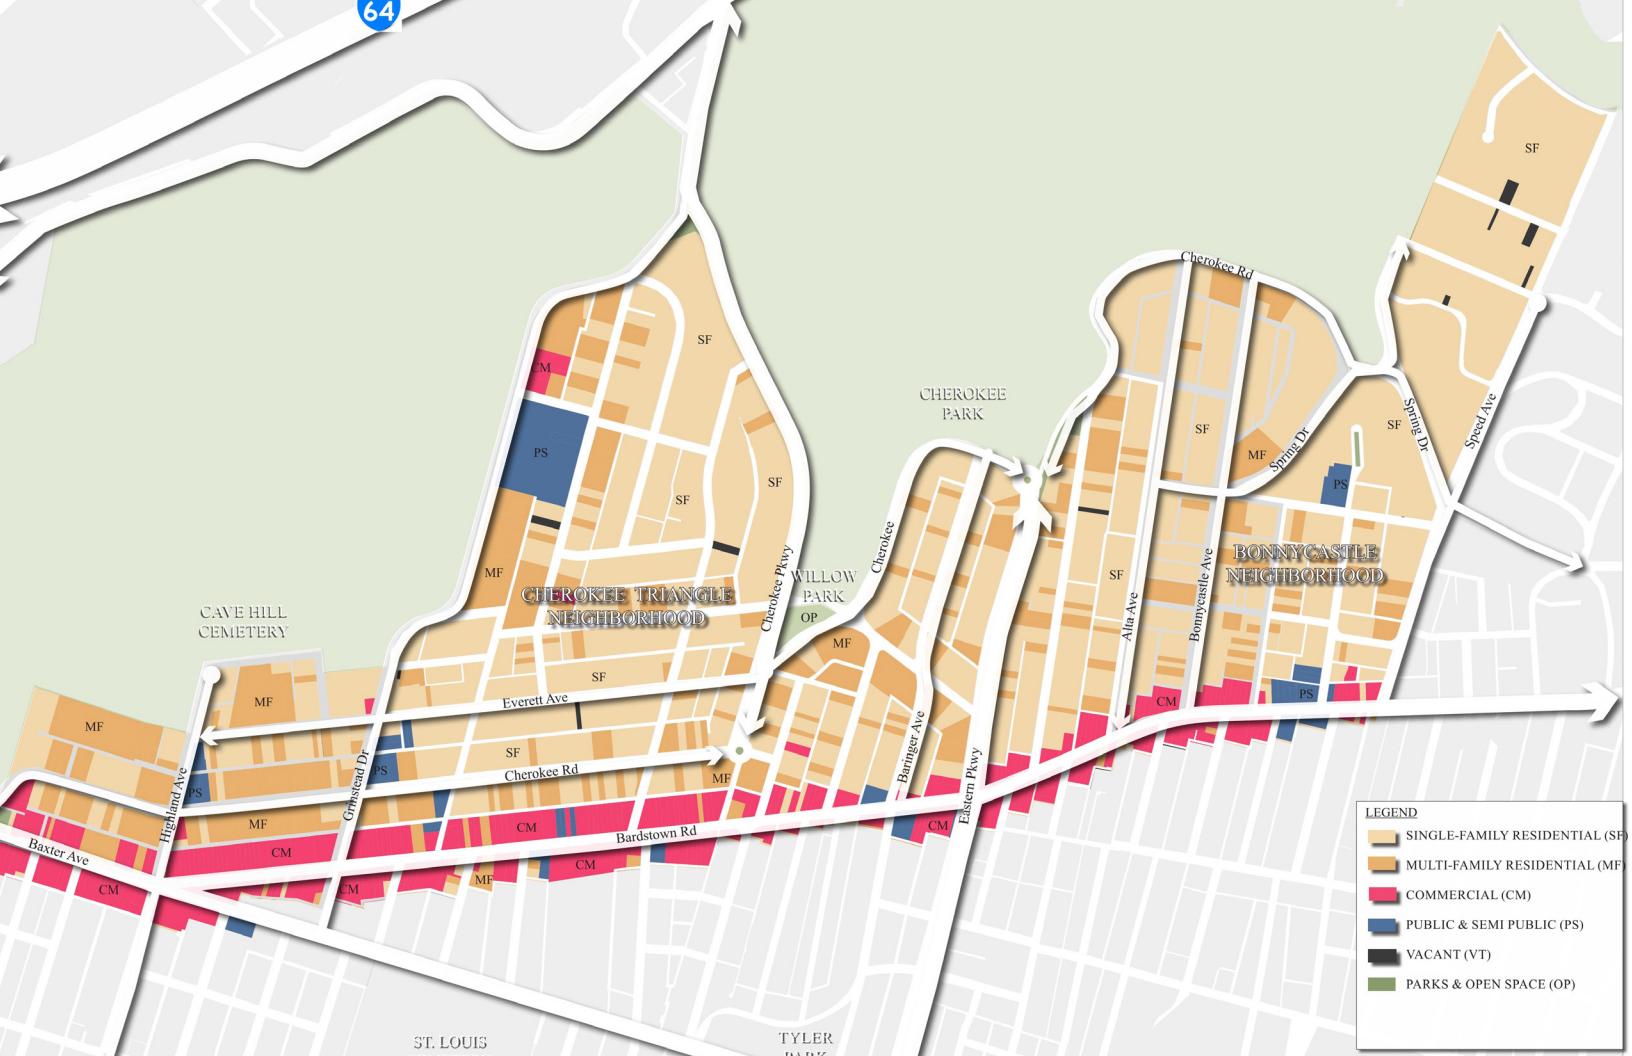 64
SF
SF
Cherokee Rd
CM
CHEROKEE
PARK
SF
SF
Spring Dr
Speed Ave
PS
MF
Spring Dr
SF
SF
PS
Cherokee
Cherokee Pkwy
MF
SF
BONNYCASTLE
NEIGHBORHOOD
WILLOW
PARK
OP
CHEROKEE TRIANGLE
NEIGHBORHOOD
CAVE HILL
CEMETERY
Alta Ave
Bonnycastle Ave
MF
SF
MF
Everett Ave
CM
PS
MF
SF
Cherokee Rd
MF
Baringer Ave
Eastern Pkwy
PS
PS
Highland Ave
Grinstead Dr
MF
CM
Bardstown Rd
CM
Baxter Ave
CM
CM
CM
CM
MF
LEGEND
SINGLE-FAMILY RESIDENTIAL (SF)
MULTI-FAMILY RESIDENTIAL (MF)
COMMERCIAL (CM)
PUBLIC & SEMI PUBLIC (PS)
VACANT (VT)
PARKS & OPEN SPACE (OP)
ST. LOUIS
TYLER
PARK